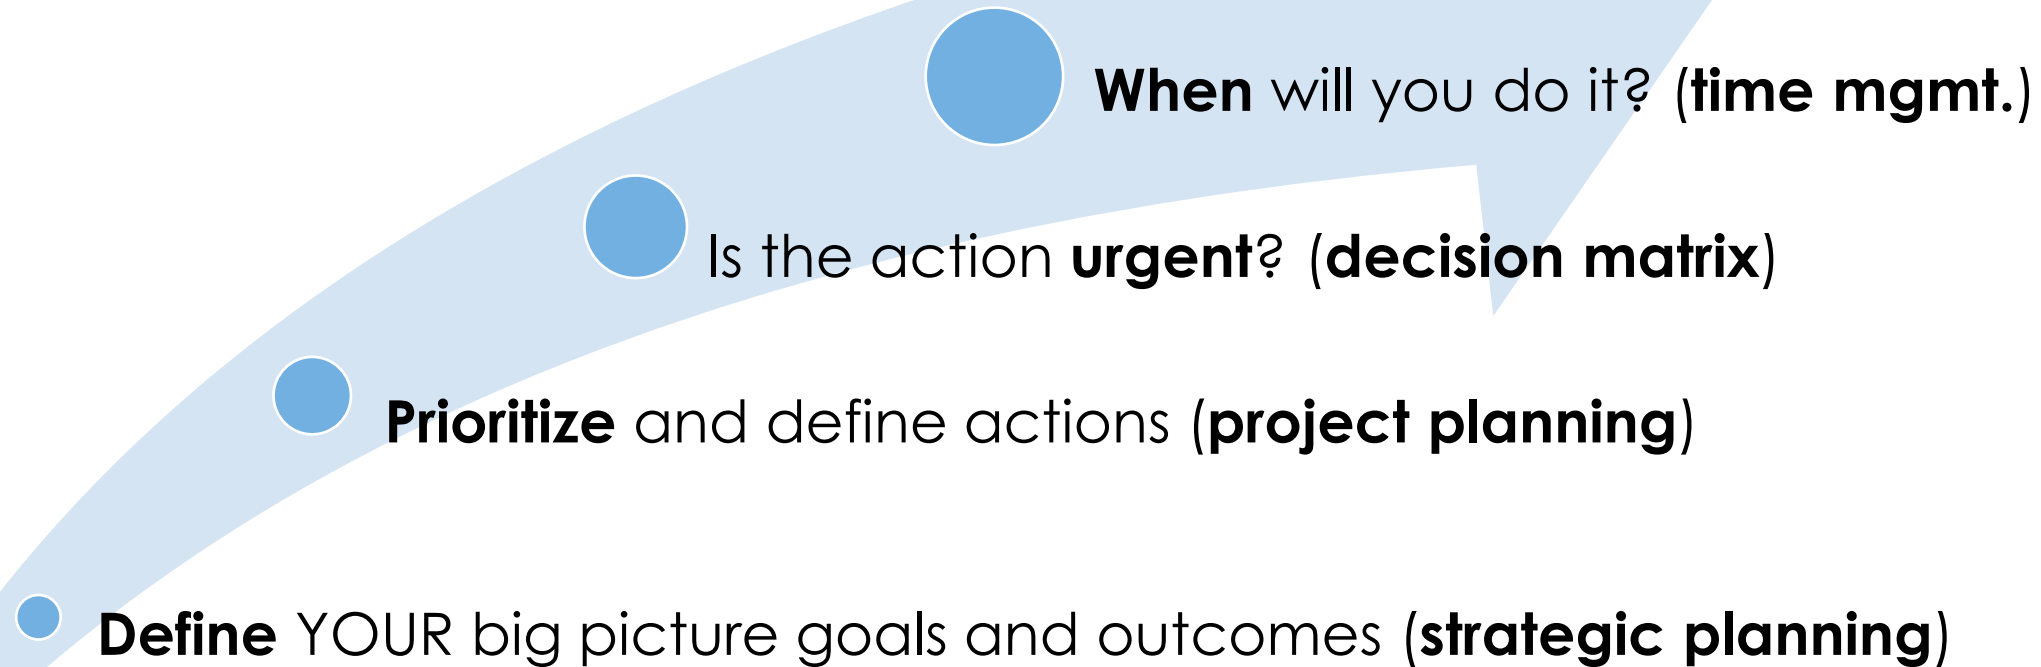 When will you do it? (time mgmt.)
Is the action urgent? (decision matrix)
Prioritize and define actions (project planning)
Define YOUR big picture goals and outcomes (strategic planning)